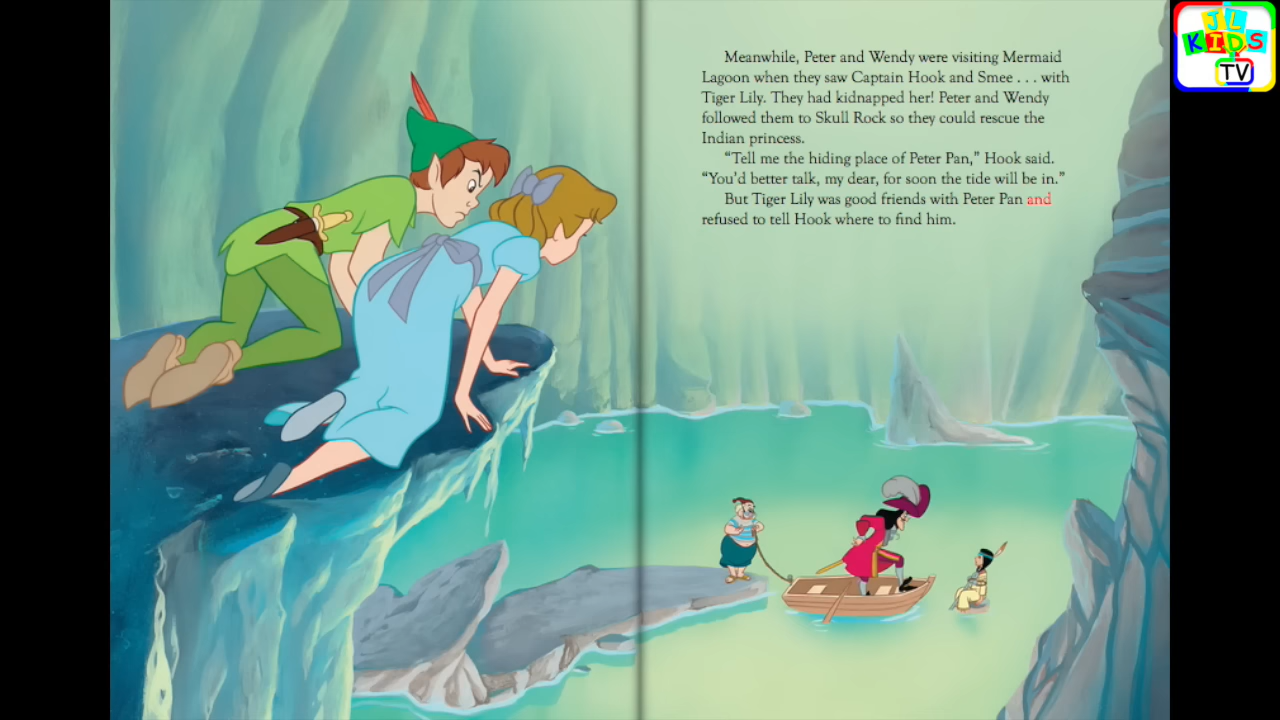 Meanwhile, Peter and Wendy were visiting Mermaid
Lagoon when they saw Captain Hook and Smee . . . with
Tiger Lily. They had kidnapped her! Peter and Wendy
followed them to Skull Rock so they could rescue the
Indian princess.
“Tell me the hiding place of Peter Pan,” Hook said.
“You’d better talk, my dear, for soon the tide will be in.”
But Tiger Lily was good friends with Peter Pan and
refused to tell Hook where to find him.
JL
KIDS
TV